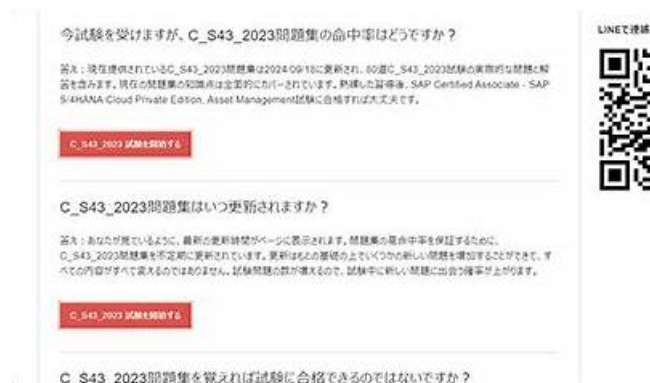 今試験を受けますが、C_S43_2023問題集の命中率はどうですか？
LINEで連絡
答え：現在提供されているC_S43_2023問題集は2024/09/18に更新され、80道C_S43_2023試験の実際的な問題と解
答を含みます。現在の問題集の知識点は全面的にカバーされています。熟練した習得後、SAP Certified Associate - SAP
S/4HANA Cloud Private Edition, Asset Management試験に合格すれば大丈夫です。
C_S43_2023 試験を開始する
C_S43_2023問題集はいつ更新されますか？
答え：あなたが見ているように、最新の更新時間がページに表示されます。問題集の高命中率を保証するために、
C_S43_2023問題集を不定期に更新されています。更新はもとの基礎の上でいくつかの新しい問題を増加することができて、す
べての内容がすべて変えるのではありません。試験問題の数が増えるので、試験中に新しい問題に出会う確率が上がります。
C_S43_2023 試験を開始する
C_S43_2023問題集を覚えれば試験に合格できるのではないですか？